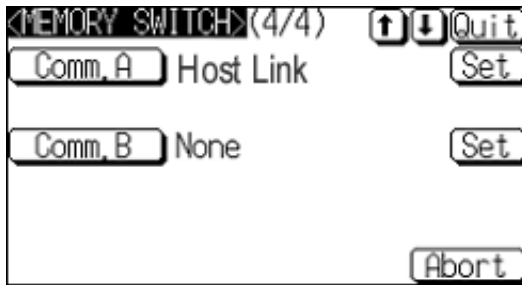 <MEMORY SWITCH>(4/4) ↑ ↓ Quit
Comm.A Host Link Set
Comm.B None Set
Abort